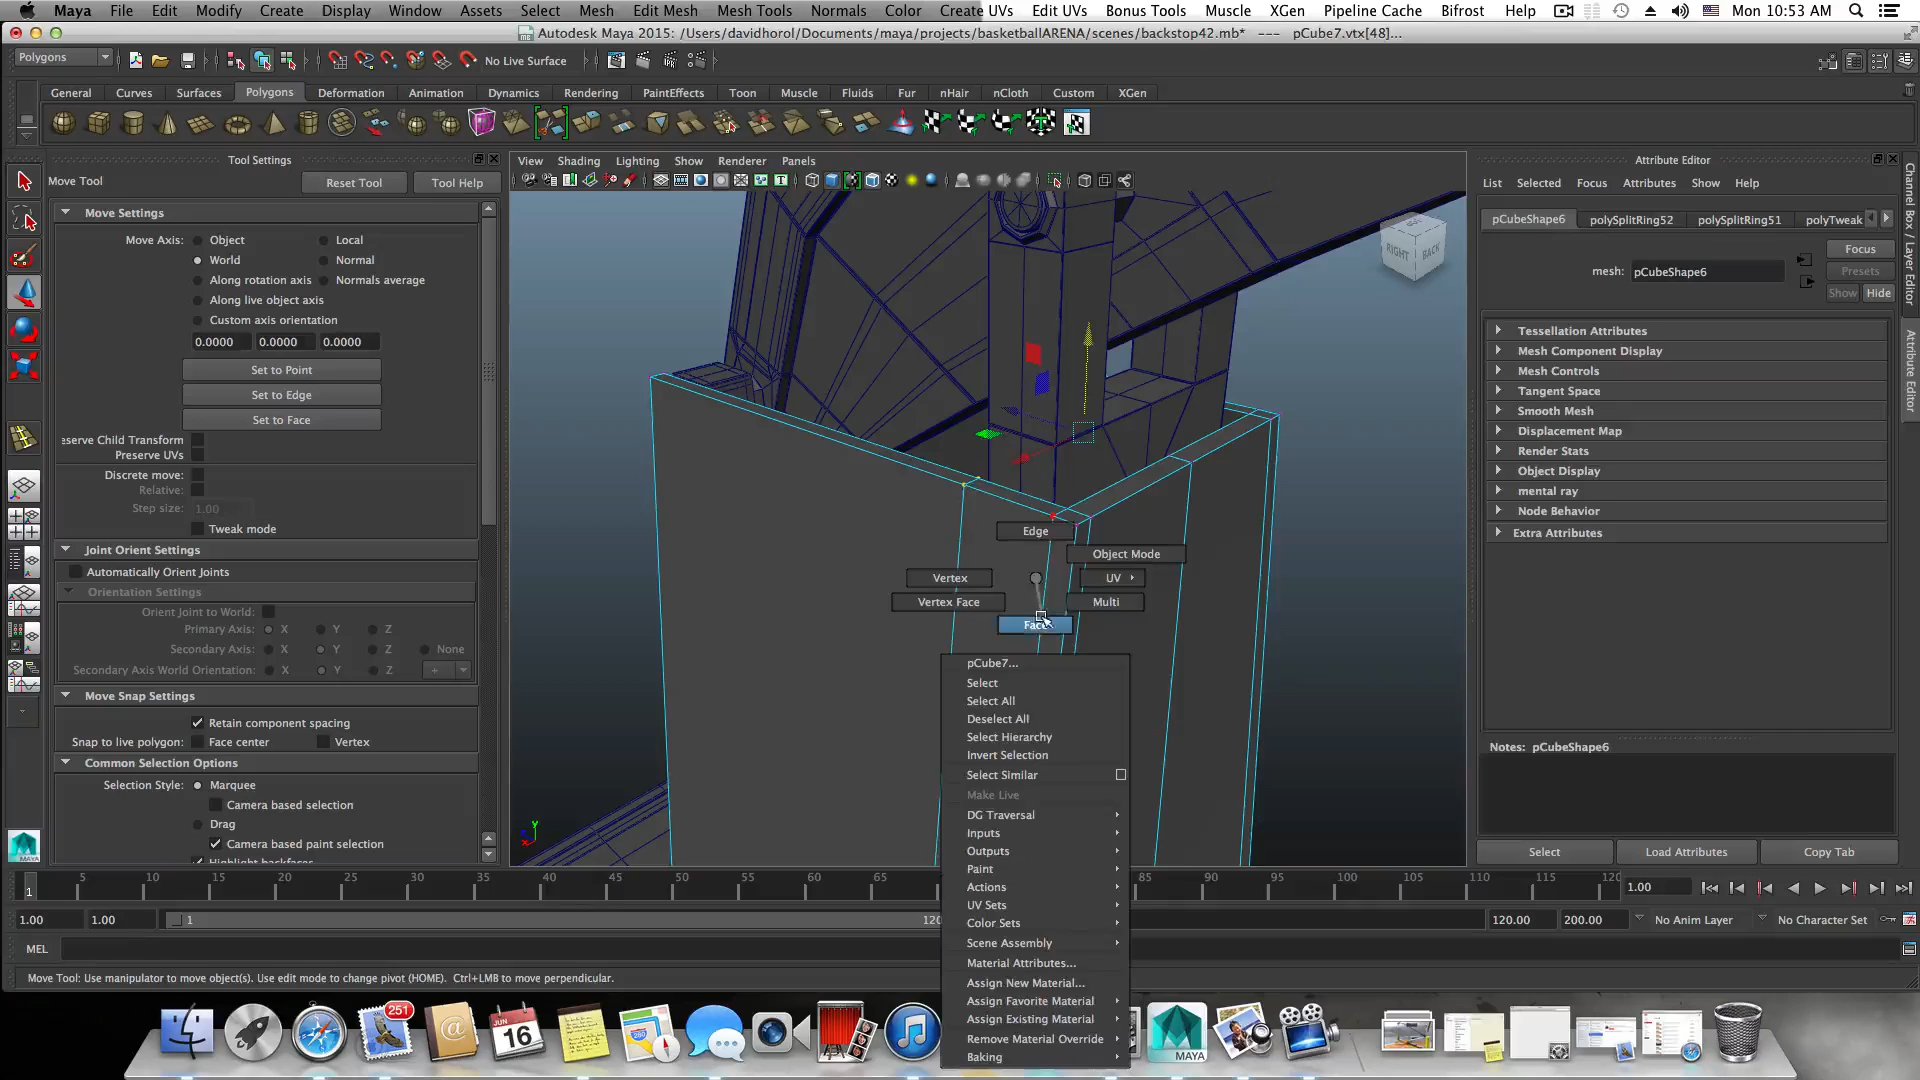 Maya File Edit Modify Create Display Window Assets Select Mesh Edit Mesh Mesh Tools Normals Color Create UVs Edit UVs Bonus Tools Muscle XGen Pipeline Cache Bifrost Help Mon 10:53 AM
Autodesk Maya 2015: /Users/davidhorol/Documents/maya/projects/basketballARENA/scenes/backstop42.mb* --- pCube7.vtx[48]...
Polygons No Live Surface
General Curves Surfaces Polygons Deformation Animation Dynamics Rendering PaintEffects Toon Muscle Fluids Fur nHair nCloth Custom XGen
Tool Settings
Move Tool Reset Tool Tool Help
Move Settings
Move Axis: Object Local
World Normal
Along rotation axis Normals average
Along live object axis
Custom axis orientation
0.0000 0.0000 0.0000
Set to Point
Set to Edge
Set to Face
eserve Child Transform
Preserve UVs
Discrete move:
Relative:
Step size: 1.00
Tweak mode
Joint Orient Settings
Automatically Orient Joints
Orientation Settings
Orient Joint to World:
Primary Axis: X Y Z
Secondary Axis: X Y Z None
Secondary Axis World Orientation: X Y Z +
Move Snap Settings
Retain component spacing
Snap to live polygon: Face center Vertex
Common Selection Options
Selection Style: Marquee
Camera based selection
Drag
Camera based paint selection
Highlight backfaces
View Shading Lighting Show Renderer Panels
RIGHT BACK
Edge
Object Mode
Vertex UV
Vertex Face Multi
Face
pCube7...
Select
Select All
Deselect All
Select Hierarchy
Invert Selection
Select Similar
Make Live
DG Traversal
Inputs
Outputs
Paint
Actions
UV Sets
Color Sets
Scene Assembly
Material Attributes...
Assign New Material...
Assign Favorite Material
Assign Existing Material
Remove Material Override
Baking
y
x
Attribute Editor
List Selected Focus Attributes Show Help
pCubeShape6 polySplitRing52 polySplitRing51 polyTweak
Focus
mesh: pCubeShape6 Presets
Show Hide
Tessellation Attributes
Mesh Component Display
Mesh Controls
Tangent Space
Smooth Mesh
Displacement Map
Render Stats
Object Display
mental ray
Node Behavior
Extra Attributes
Notes: pCubeShape6
Select Load Attributes Copy Tab
Channel Box / Layer Editor
Attribute Editor
1 5 10 15 20 25 30 35 40 45 50 55 60 65 85 90 95 100 105 110 115 120 1.00
1.00 1.00 1 120 120.00 200.00 No Anim Layer No Character Set
MEL
Move Tool: Use manipulator to move object(s). Use edit mode to change pivot (HOME). Ctrl+LMB to move perpendicular.
251
JUN
16
MAYA